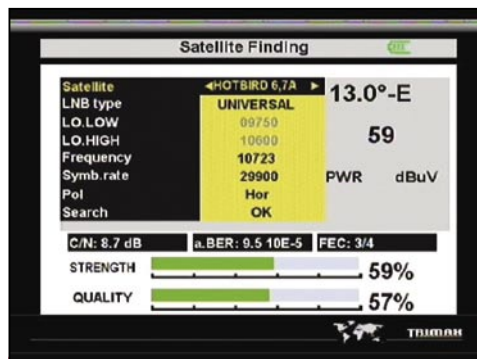 Satellite Finding
Satellite ◄HOTBIRD 6,7A ► 13.0°-E
LNB type UNIVERSAL
LO.LOW 09750 59
LO.HIGH 10600
Frequency 10723
Symb.rate 29900 PWR dBuV
Pol Hor
Search OK
C/N: 8.7 dB a.BER: 9.5 10E-5 FEC: 3/4
STRENGTH 59%
QUALITY 57%
TRIMAX